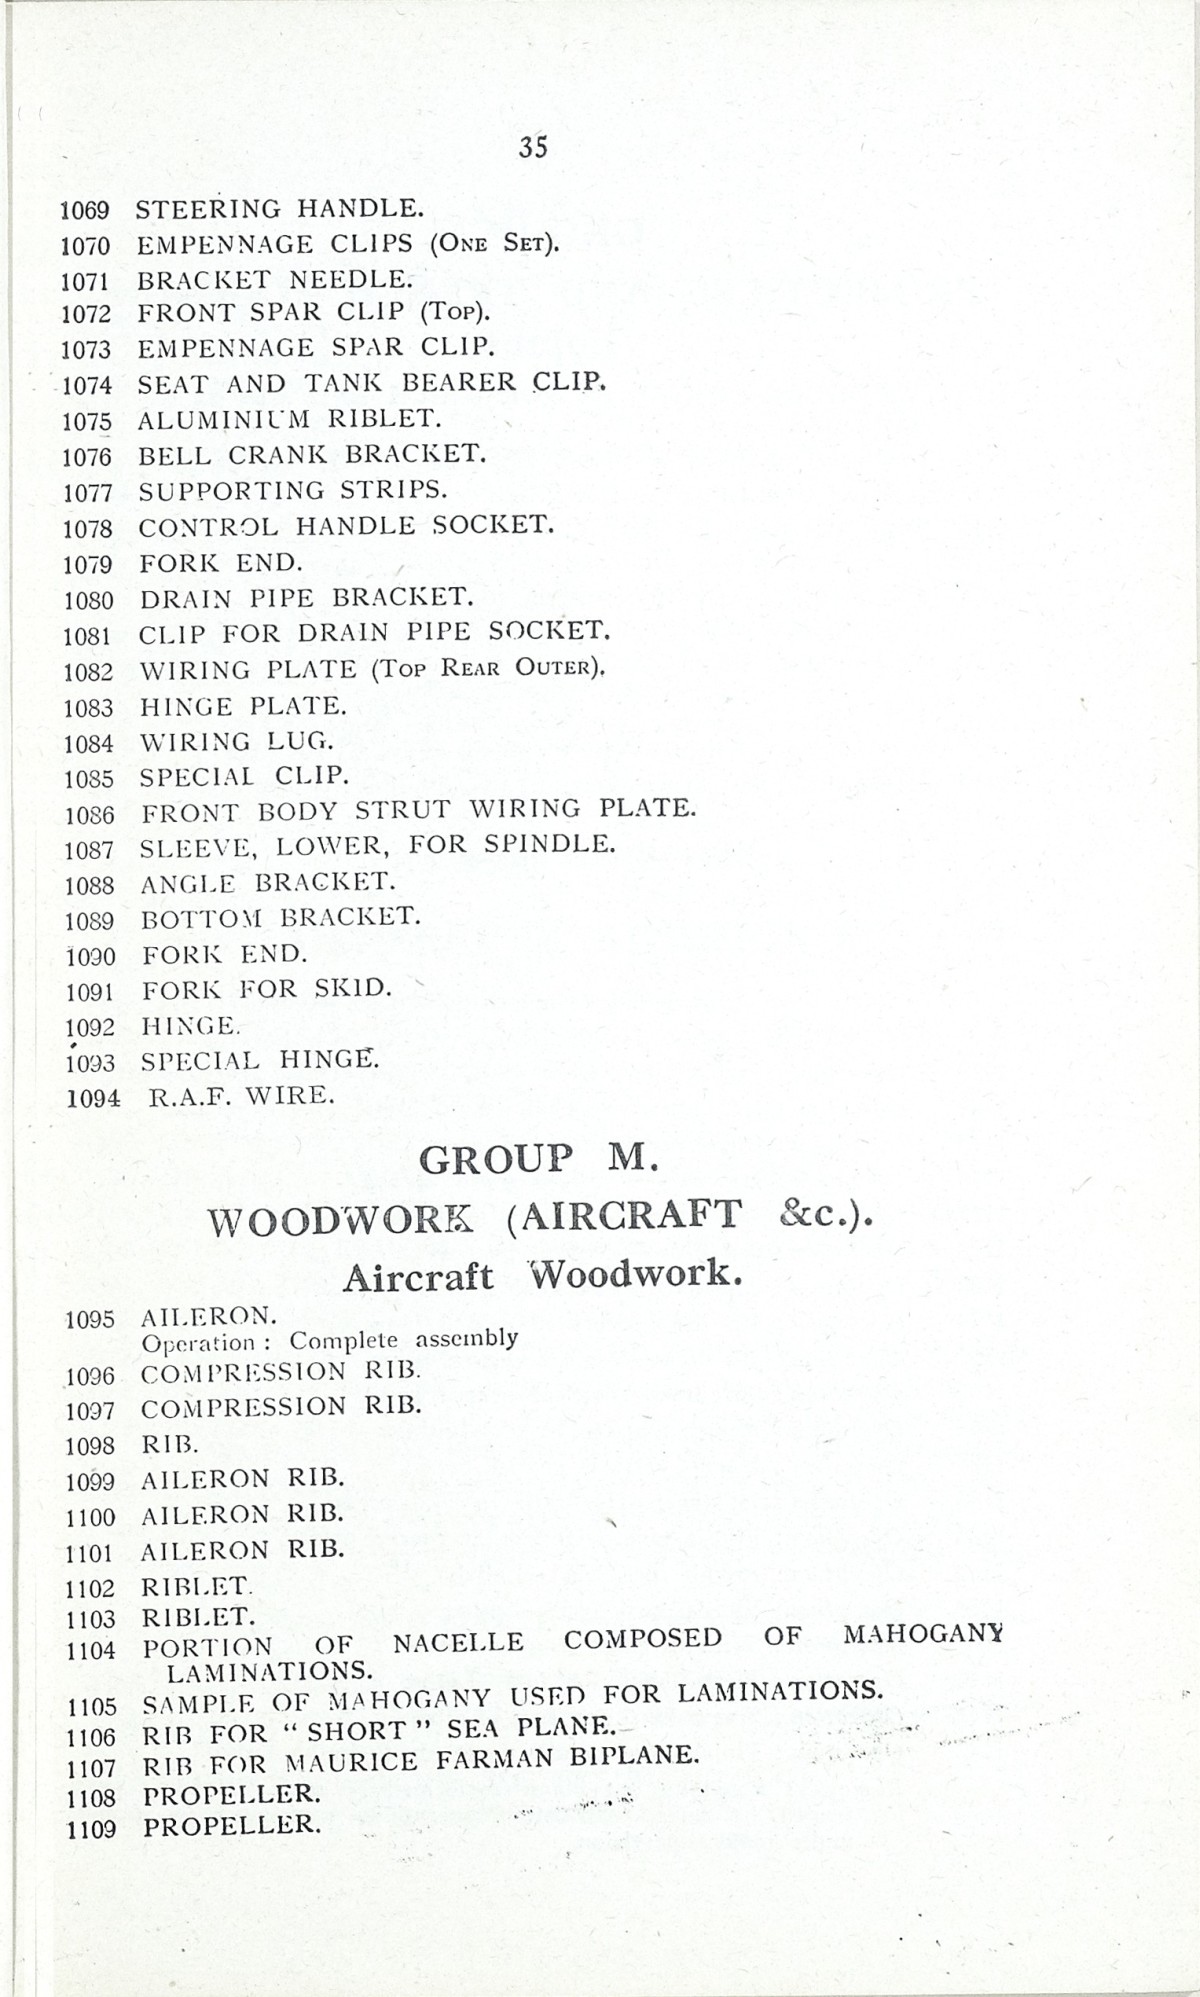 35
1069 STEERING HANDLE.
1070 EMPENNAGE CLIPS (One Set).
1071 BRACKET NEEDLE.
1072 FRONT SPAR CLIP (Top).
1073 EMPENNAGE SPAR CLIP.
1074 SEAT AND TANK BEARER CLIP.
1075 ALUMINIUM RIBLET.
1076 BELL CRANK BRACKET.
1077 SUPPORTING STRIPS.
1078 CONTROL HANDLE SOCKET.
1079 FORK END.
1080 DRAIN PIPE BRACKET.
1081 CLIP FOR DRAIN PIPE SOCKET.
1082 WIRING PLATE (Top Rear Outer).
1083 HINGE PLATE.
1084 WIRING LUG.
1085 SPECIAL CLIP.
1086 FRONT BODY STRUT WIRING PLATE.
1087 SLEEVE, LOWER, FOR SPINDLE.
1088 ANGLE BRACKET.
1089 BOTTOM BRACKET.
1090 FORK END.
1091 FORK FOR SKID.
1092 HINGE.
1093 SPECIAL HINGE.
1094 R.A.F. WIRE.
GROUP M.
WOODWORK (AIRCRAFT &c.).
Aircraft Woodwork.
1095 AILERON.
Operation : Complete assembly
1096 COMPRESSION RIB.
1097 COMPRESSION RIB.
1098 RIB.
1099 AILERON RIB.
1100 AILERON RIB.
1101 AILERON RIB.
1102 RIBLET.
1103 RIBLET.
1104 PORTION OF NACELLE COMPOSED OF MAHOGANY
LAMINATIONS.
1105 SAMPLE OF MAHOGANY USED FOR LAMINATIONS.
1106 RIB FOR “SHORT” SEA PLANE.
1107 RIB FOR MAURICE FARMAN BIPLANE.
1108 PROPELLER.
1109 PROPELLER.